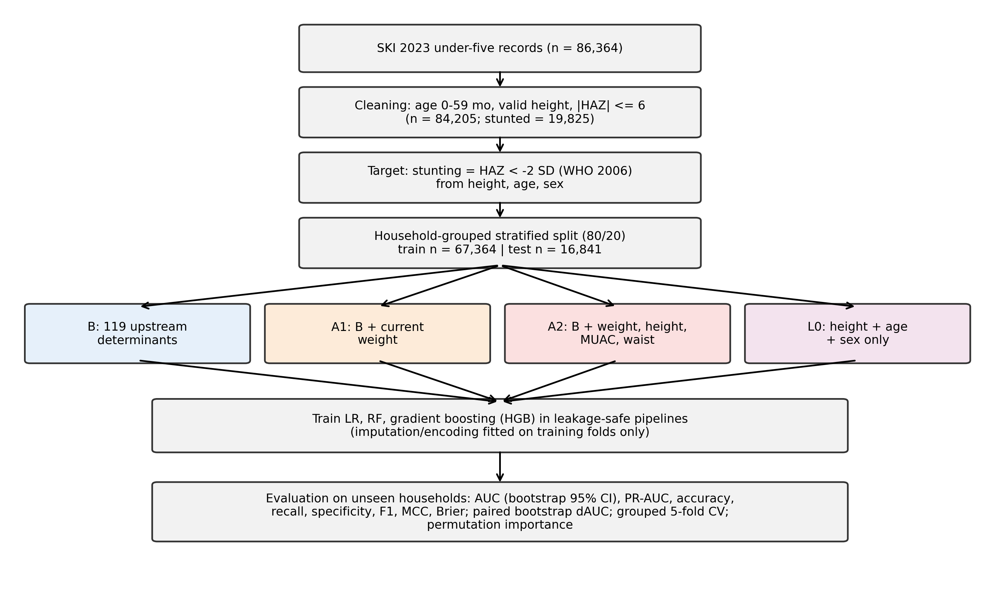 SKI 2023 under-five records (n = 86,364)
Cleaning: age 0-59 mo, valid height, |HAZ| <= 6
(n = 84,205; stunted = 19,825)
Target: stunting = HAZ < -2 SD (WHO 2006)
from height, age, sex
Household-grouped stratified split (80/20)
train n = 67,364 | test n = 16,841
B: 119 upstream
determinants
A1: B + current
weight
A2: B + weight, height,
MUAC, waist
L0: height + age
+ sex only
Train LR, RF, gradient boosting (HGB) in leakage-safe pipelines
(imputation/encoding fitted on training folds only)
Evaluation on unseen households: AUC (bootstrap 95% CI), PR-AUC, accuracy,
recall, specificity, F1, MCC, Brier; paired bootstrap dAUC; grouped 5-fold CV;
permutation importance